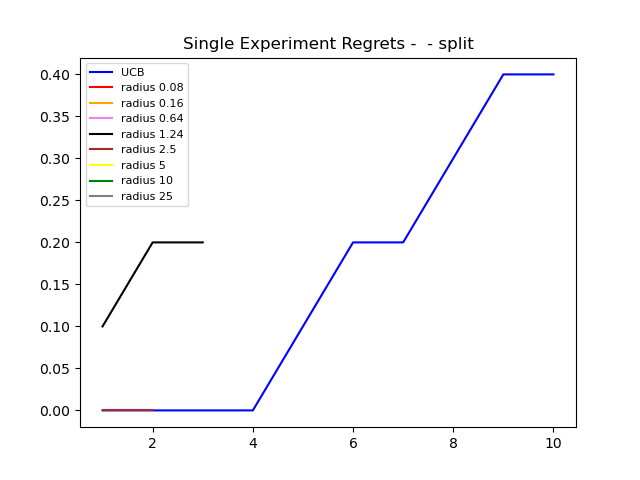 Single Experiment Regrets -  - split
0.40
0.35
0.30
0.25
0.20
0.15
0.10
0.05
0.00
UCB
radius 0.08
radius 0.16
radius 0.64
radius 1.24
radius 2.5
radius 5
radius 10
radius 25
2
4
6
8
10